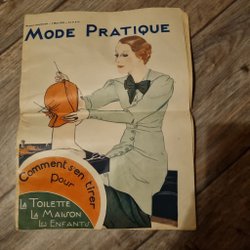 MODE PRATIQUE
Comment s'en tirer
pour
LA TOILETTE
LA MAISON
LES ENFANTS